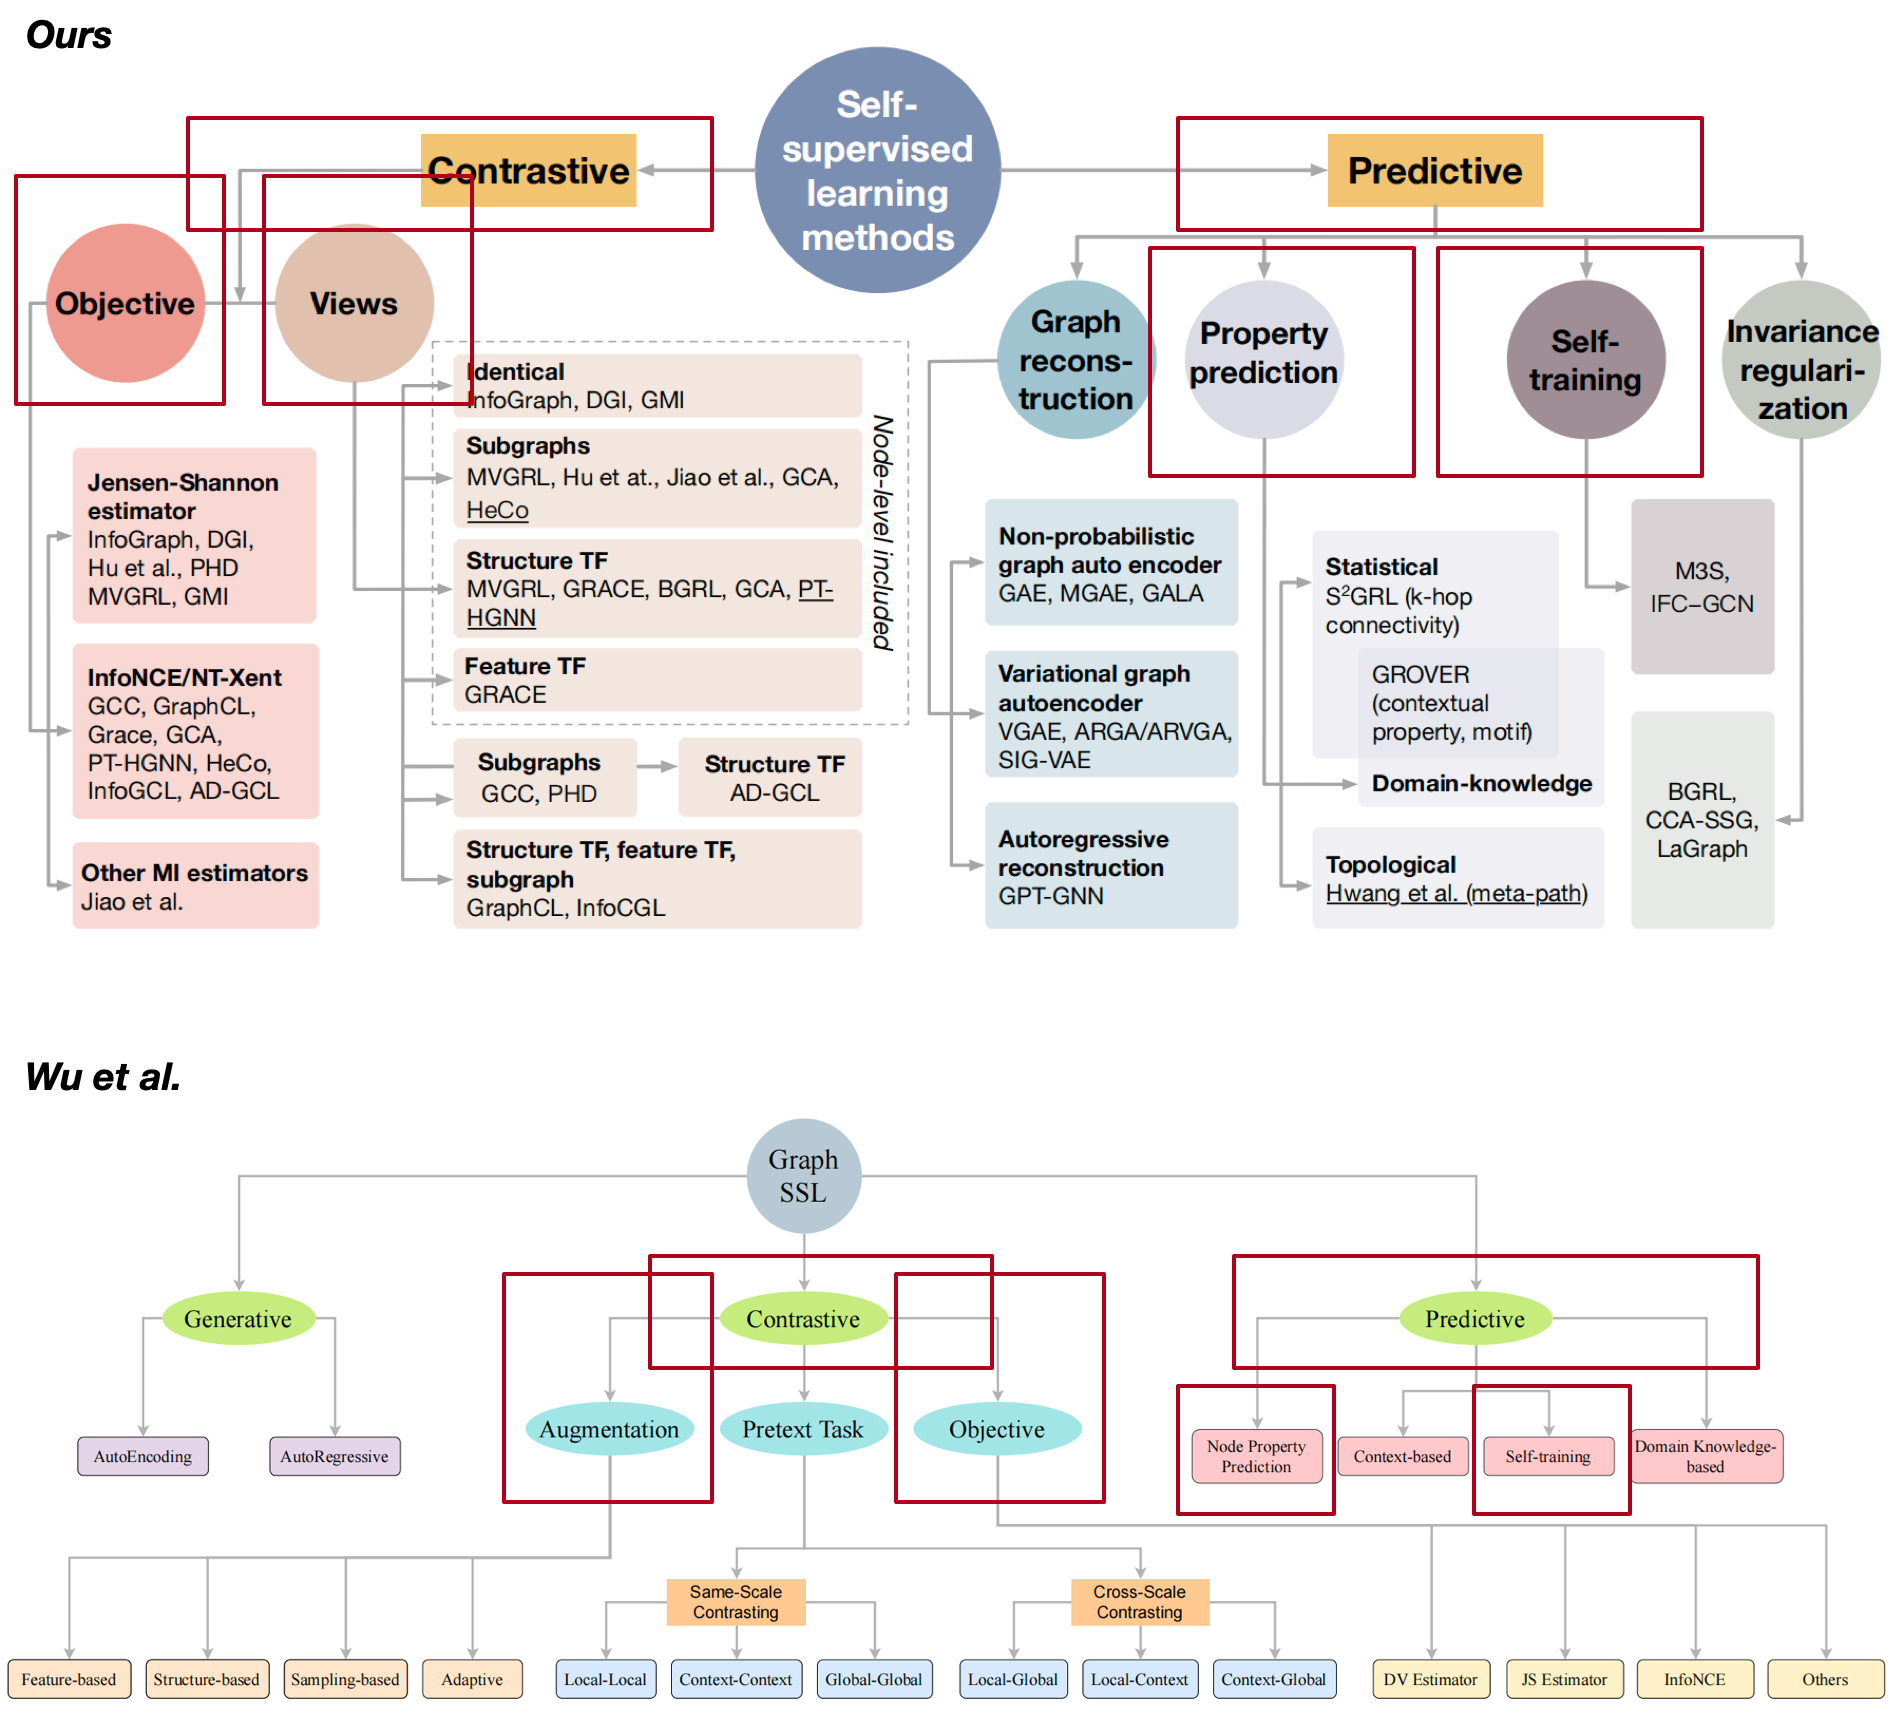 Ours
Self-
supervised
learning
methods
Contrastive
Predictive
Objective
Views
Graph
recons-
truction
Property
prediction
Self-
training
Invariance
regulari-
zation
Jensen-Shannon
estimator
InfoGraph, DGI,
Hu et al., PHD
MVGRL, GMI
InfoNCE/NT-Xent
GCC, GraphCL,
Grace, GCA,
PT-HGNN, HeCo,
InfoGCL, AD-GCL
Other MI estimators
Jiao et al.
Identical
InfoGraph, DGI, GMI
Subgraphs
MVGRL, Hu et at., Jiao et al., GCA,
HeCo
Structure TF
MVGRL, GRACE, BGRL, GCA, PT-
HGNN
Feature TF
GRACE
Node-level included
Subgraphs
GCC, PHD
Structure TF
AD-GCL
Structure TF, feature TF,
subgraph
GraphCL, InfoCGL
Non-probabilistic
graph auto encoder
GAE, MGAE, GALA
Variational graph
autoencoder
VGAE, ARGA/ARVGA,
SIG-VAE
Autoregressive
reconstruction
GPT-GNN
Statistical
S²GRL (k-hop
connectivity)
GROVER
(contextual
property, motif)
Domain-knowledge
Topological
Hwang et al. (meta-path)
M3S,
IFC–GCN
BGRL,
CCA-SSG,
LaGraph
Wu et al.
Graph
SSL
Generative
Contrastive
Predictive
AutoEncoding
AutoRegressive
Augmentation
Pretext Task
Objective
Node Property
Prediction
Context-based
Self-training
Domain Knowledge-
based
Same-Scale
Contrasting
Cross-Scale
Contrasting
Feature-based
Structure-based
Sampling-based
Adaptive
Local-Local
Context-Context
Global-Global
Local-Global
Local-Context
Context-Global
DV Estimator
JS Estimator
InfoNCE
Others